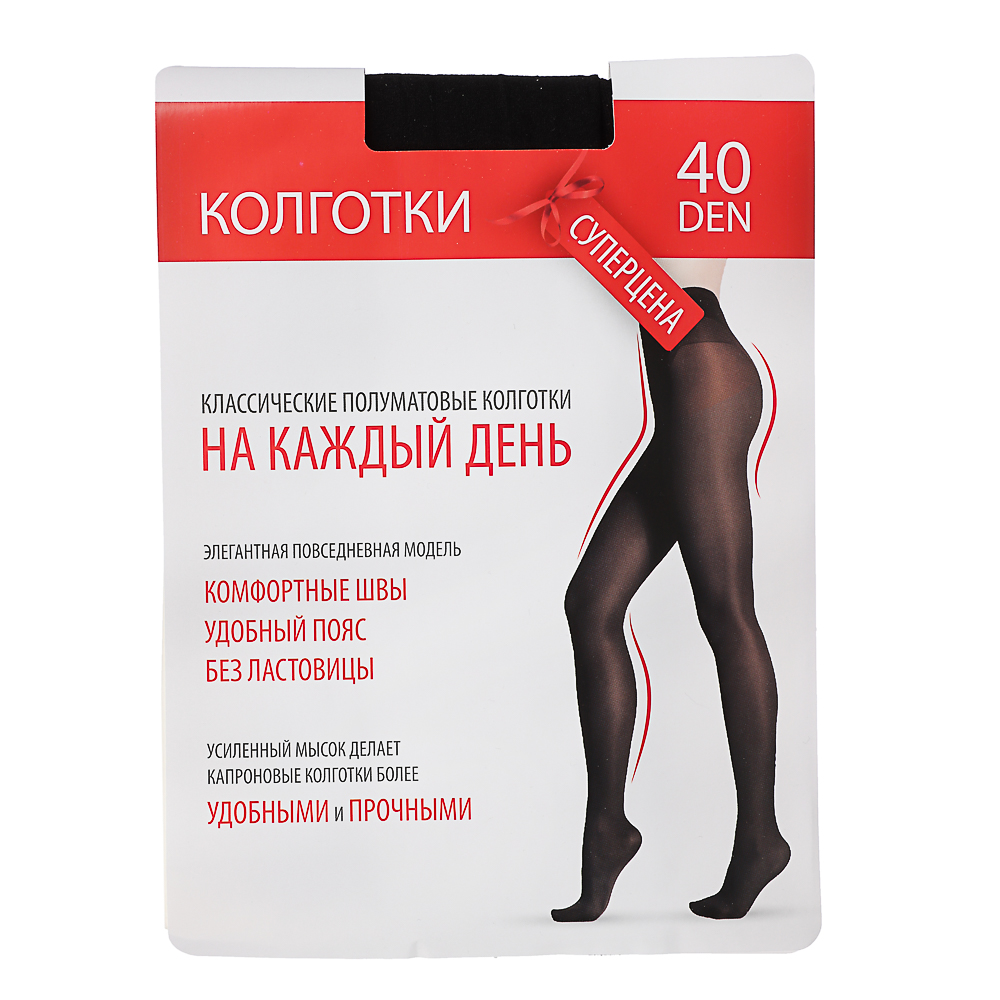 КОЛГОТКИ
40
DEN
СУПЕРЦЕНА
КЛАССИЧЕСКИЕ ПОЛУМАТОВЫЕ КОЛГОТКИ
НА КАЖДЫЙ ДЕНЬ
ЭЛЕГАНТНАЯ ПОВСЕДНЕВНАЯ МОДЕЛЬ
КОМФОРТНЫЕ ШВЫ
УДОБНЫЙ ПОЯС
БЕЗ ЛАСТОВИЦЫ
УСИЛЕННЫЙ МЫСОК ДЕЛАЕТ
КАПРОНОВЫЕ КОЛГОТКИ БОЛЕЕ
УДОБНЫМИ и ПРОЧНЫМИ